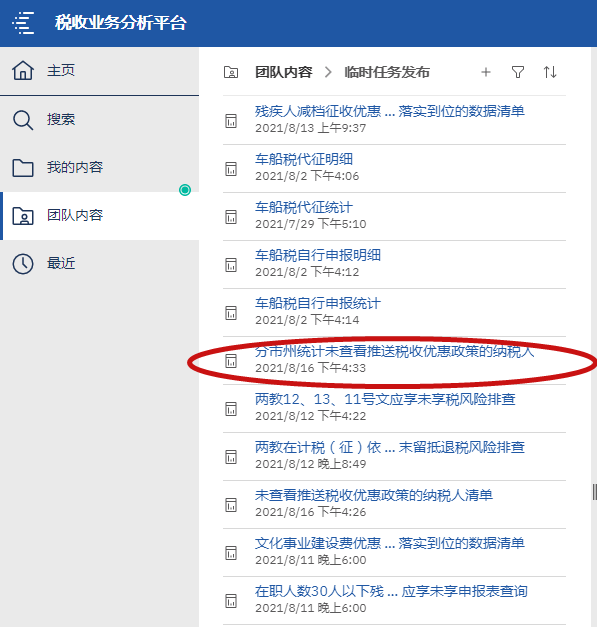 税收业务分析平台
主页
搜索
我的内容
团队内容
最近
团队内容 > 临时任务发布
残疾人减档征收优惠 ... 落实到位的数据清单
2021/8/13 上午9:37
车船税代征明细
2021/8/2 下午4:06
车船税代征统计
2021/7/29 下午5:10
车船税自行申报明细
2021/8/2 下午4:12
车船税自行申报统计
2021/8/2 下午4:14
分市州统计未查看推送税收优惠政策的纳税人
2021/8/16 下午4:33
两教12、13、11号文应享未享税风险排查
2021/8/12 下午4:22
两教在计税（征）依 ... 末留抵退税风险排查
2021/8/12 晚上8:49
未查看推送税收优惠政策的纳税人清单
2021/8/16 下午4:26
文化事业建设费优惠 ... 落实到位的数据清单
2021/8/11 晚上6:00
在职人数30人以下残 ... 应享未享申报表查询
2021/8/11 晚上6:00